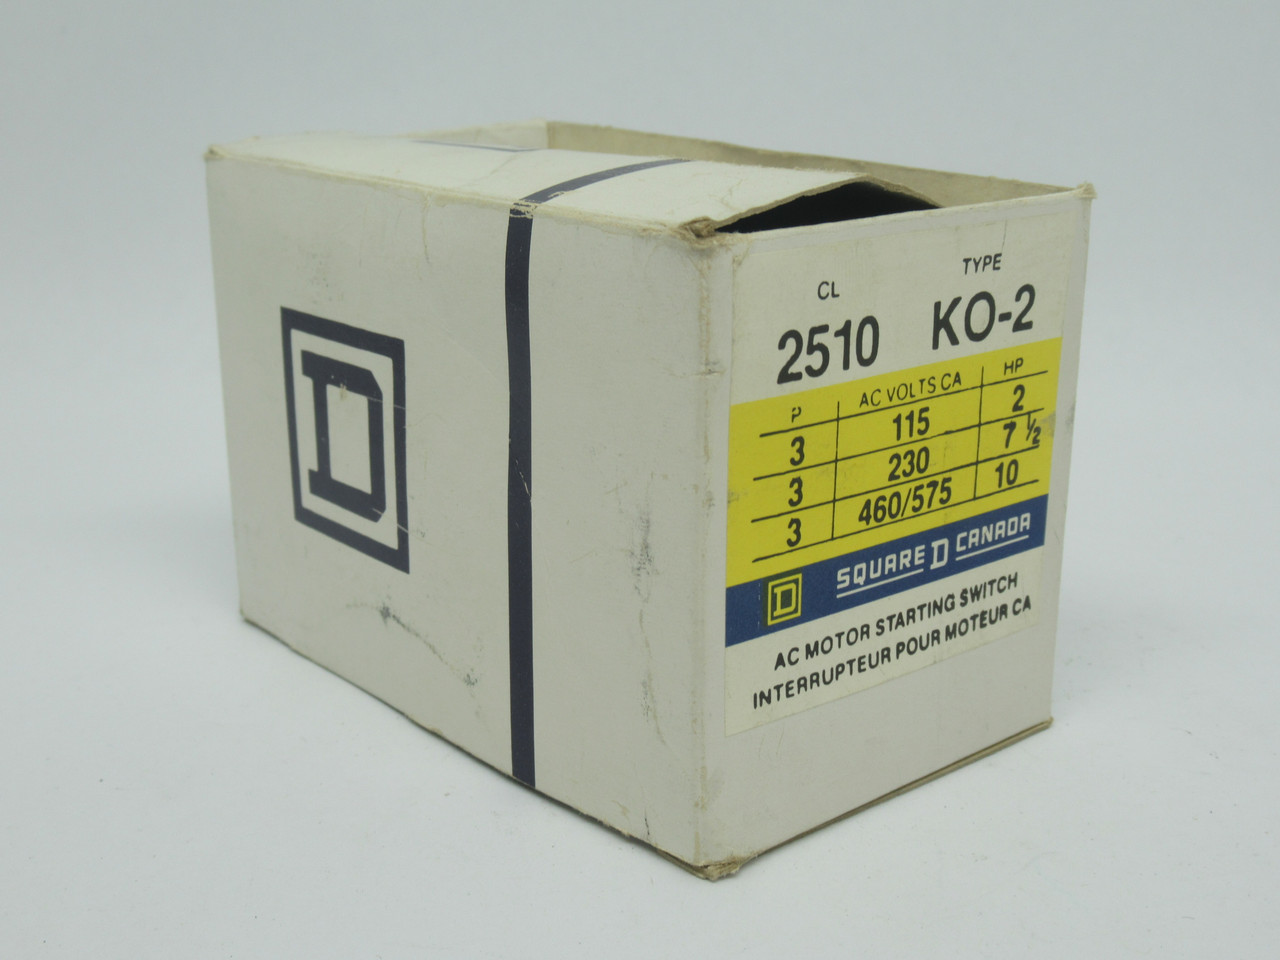 D
CL TYPE
2510 KO-2
P AC VOLTS CA HP
3 115 2
3 230 7 1/2
3 460/575 10
D SQUARE D CANADA
AC MOTOR STARTING SWITCH
INTERRUPTEUR POUR MOTEUR CA